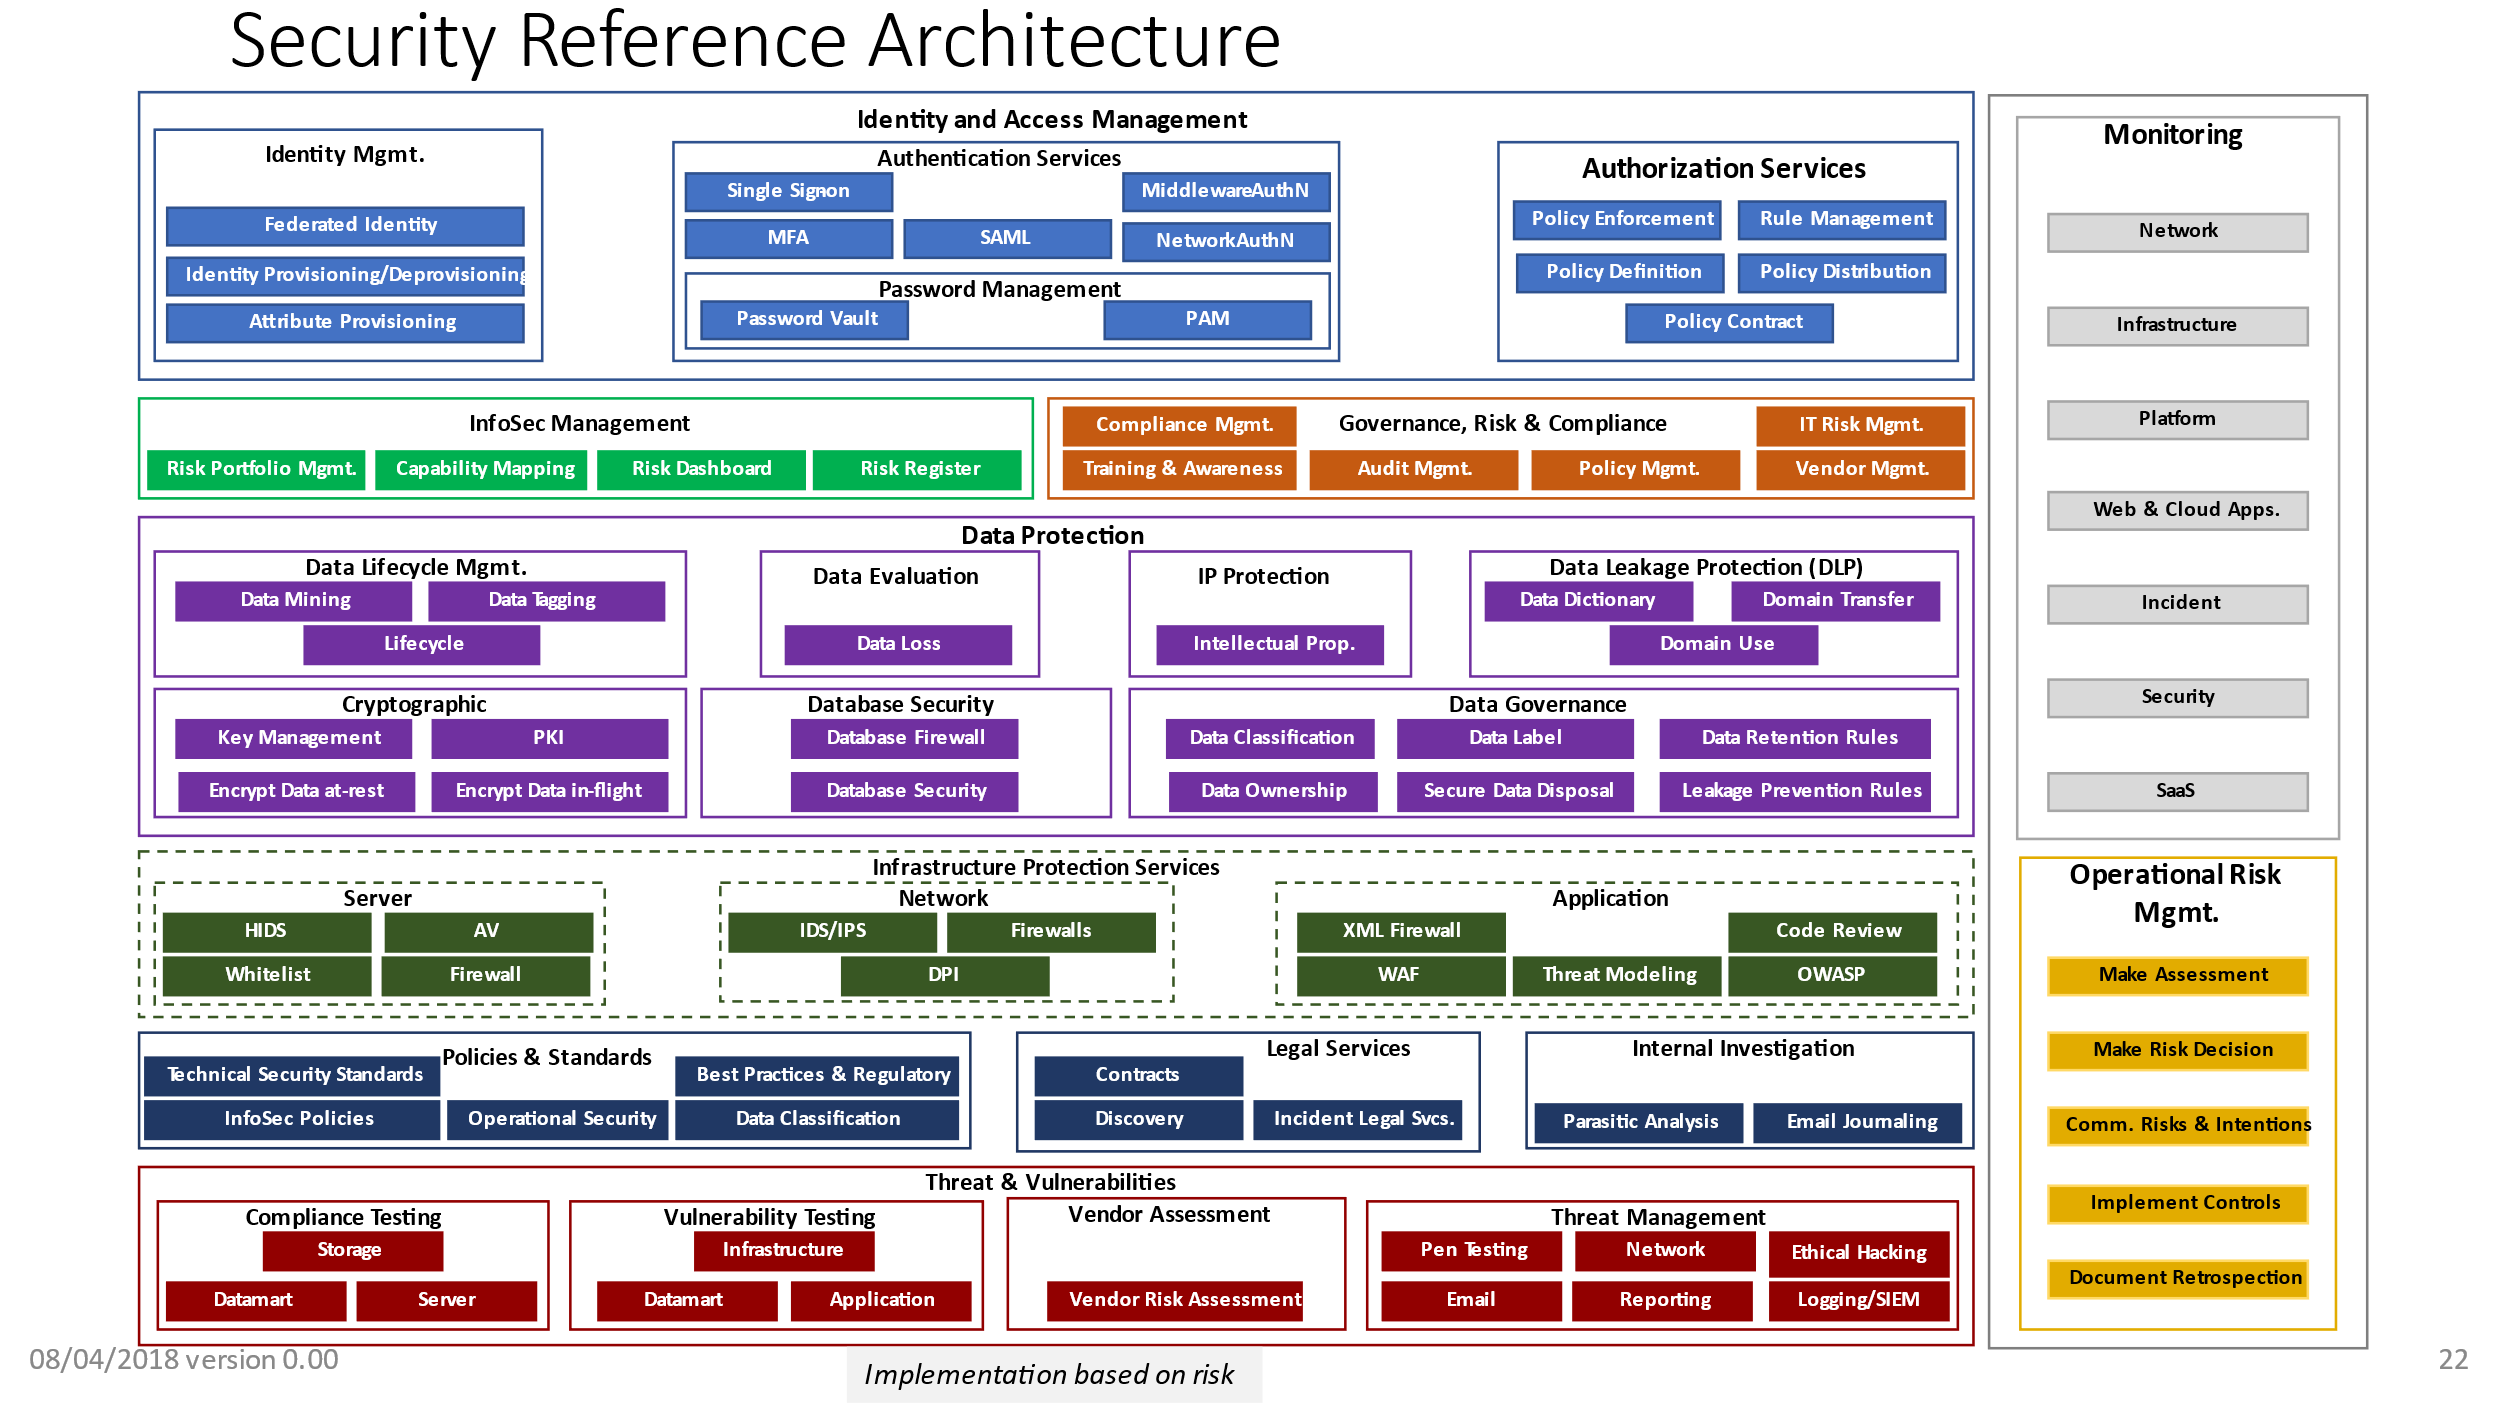 Security Reference Architecture
Identity and Access Management
Identity Mgmt.
Federated Identity
Identity Provisioning/Deprovisioning
Attribute Provisioning
Authentication Services
Single Sign-on
MiddlewareAuthN
MFA
SAML
NetworkAuthN
Password Management
Password Vault
PAM
Authorization Services
Policy Enforcement
Rule Management
Policy Definition
Policy Distribution
Policy Contract
InfoSec Management
Risk Portfolio Mgmt.
Capability Mapping
Risk Dashboard
Risk Register
Governance, Risk & Compliance
Compliance Mgmt.
IT Risk Mgmt.
Training & Awareness
Audit Mgmt.
Policy Mgmt.
Vendor Mgmt.
Data Protection
Data Lifecycle Mgmt.
Data Mining
Data Tagging
Lifecycle
Data Evaluation
Data Loss
IP Protection
Intellectual Prop.
Data Leakage Protection (DLP)
Data Dictionary
Domain Transfer
Domain Use
Cryptographic
Key Management
PKI
Encrypt Data at-rest
Encrypt Data in-flight
Database Security
Database Firewall
Database Security
Data Governance
Data Classification
Data Label
Data Retention Rules
Data Ownership
Secure Data Disposal
Leakage Prevention Rules
Infrastructure Protection Services
Server
HIDS
AV
Whitelist
Firewall
Network
IDS/IPS
Firewalls
DPI
Application
XML Firewall
Code Review
WAF
Threat Modeling
OWASP
Policies & Standards
Technical Security Standards
Best Practices & Regulatory
InfoSec Policies
Operational Security
Data Classification
Legal Services
Contracts
Discovery
Incident Legal Svcs.
Internal Investigation
Parasitic Analysis
Email Journaling
Threat & Vulnerabilities
Compliance Testing
Storage
Datamart
Server
Vulnerability Testing
Infrastructure
Datamart
Application
Vendor Assessment
Vendor Risk Assessment
Threat Management
Pen Testing
Network
Ethical Hacking
Email
Reporting
Logging/SIEM
Monitoring
Network
Infrastructure
Platform
Web & Cloud Apps.
Incident
Security
SaaS
Operational Risk
Mgmt.
Make Assessment
Make Risk Decision
Comm. Risks & Intentions
Implement Controls
Document Retrospection
08/04/2018 version 0.00
Implementation based on risk
22